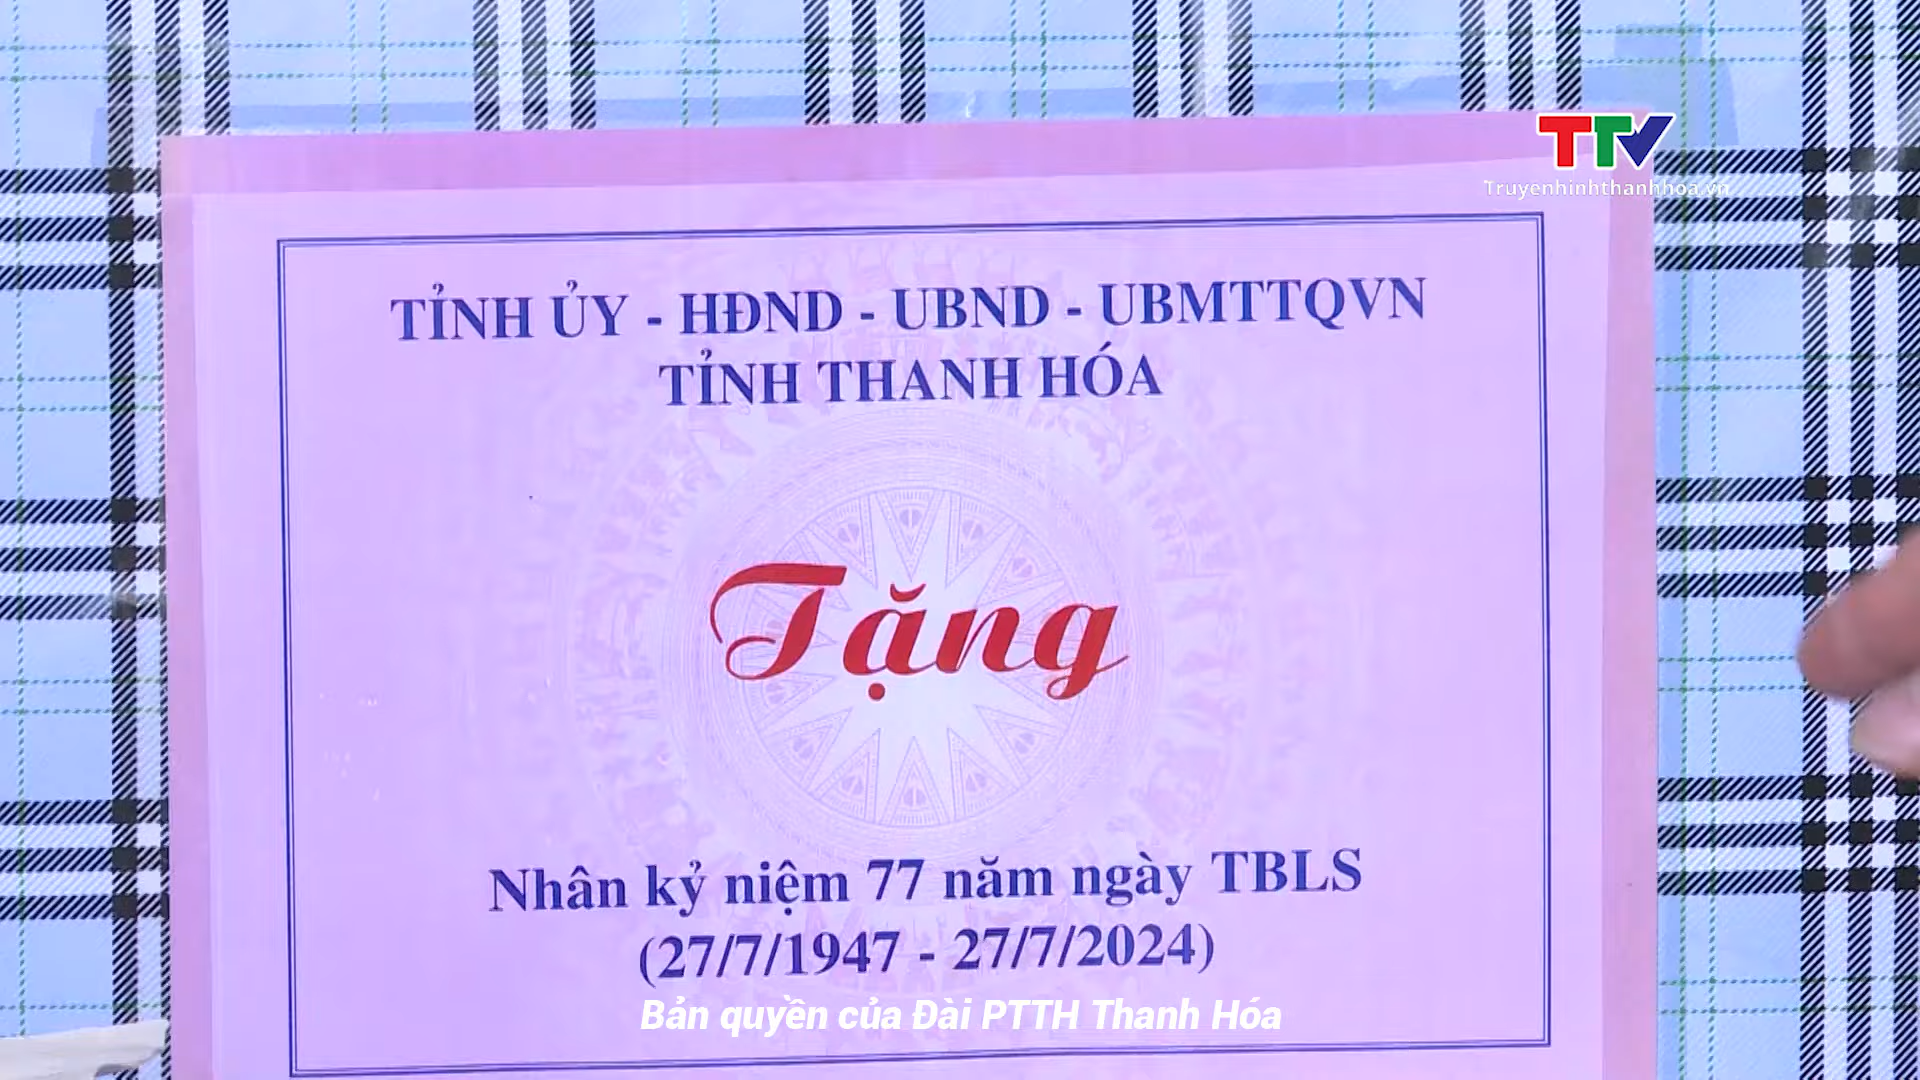 TTV
Truyenhinhthanhhoa.vn
TỈNH ỦY - HĐND - UBND - UBMTTQVN
TỈNH THANH HÓA
Tặng
Nhân kỷ niệm 77 năm ngày TBLS
(27/7/1947 - 27/7/2024)
Bản quyền của Đài PTTH Thanh Hóa